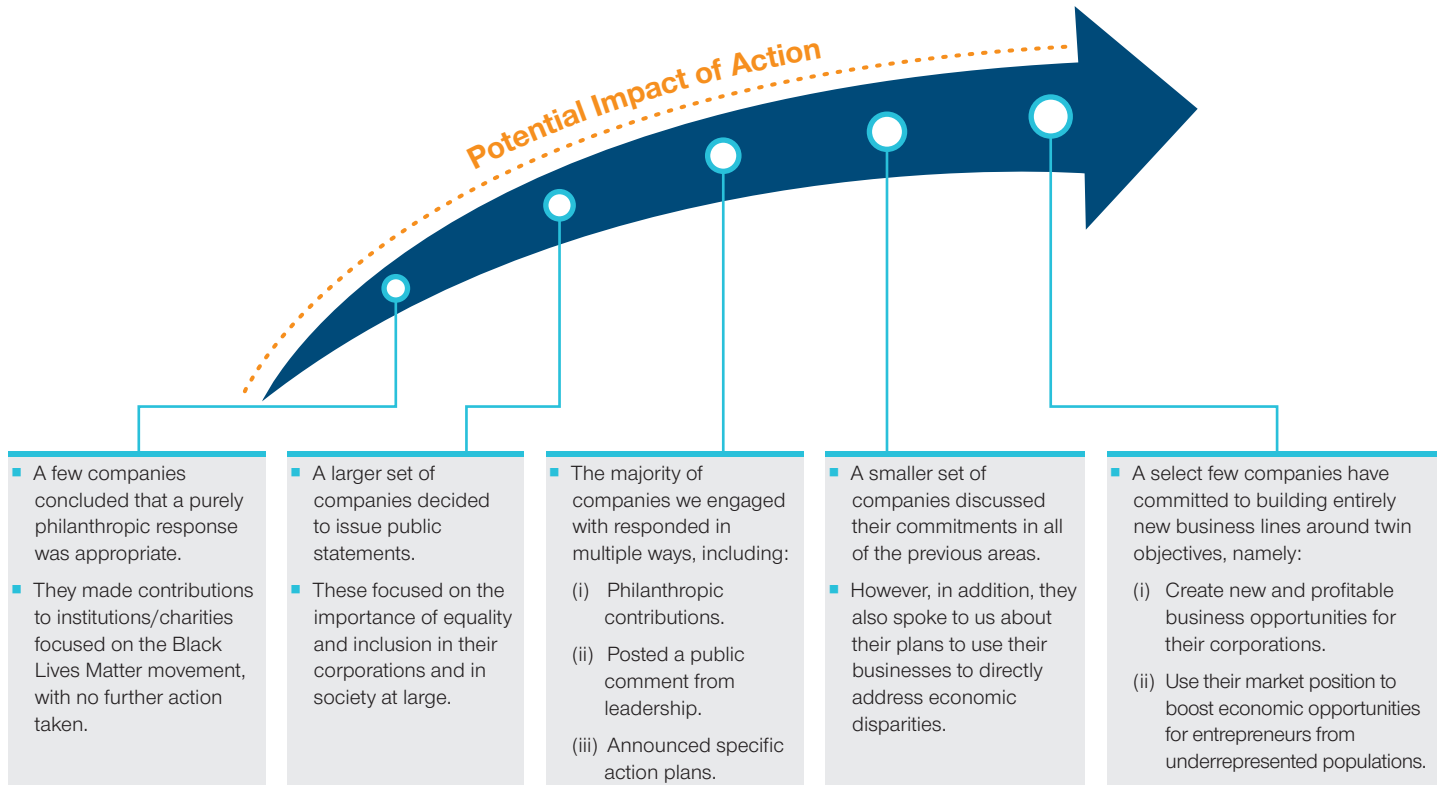 Potential Impact of Action
■ A few companies
concluded that a purely
philanthropic response
was appropriate.
■ They made contributions
to institutions/charities
focused on the Black
Lives Matter movement,
with no further action
taken.
■ A larger set of
companies decided
to issue public
statements.
■ These focused on the
importance of equality
and inclusion in their
corporations and in
society at large.
■ The majority of
companies we engaged
with responded in
multiple ways, including:
(i) Philanthropic
contributions.
(ii) Posted a public
comment from
leadership.
(iii) Announced specific
action plans.
■ A smaller set of
companies discussed
their commitments in all
of the previous areas.
■ However, in addition, they
also spoke to us about
their plans to use their
businesses to directly
address economic
disparities.
■ A select few companies have
committed to building entirely
new business lines around twin
objectives, namely:
(i) Create new and profitable
business opportunities for
their corporations.
(ii) Use their market position to
boost economic opportunities
for entrepreneurs from
underrepresented populations.